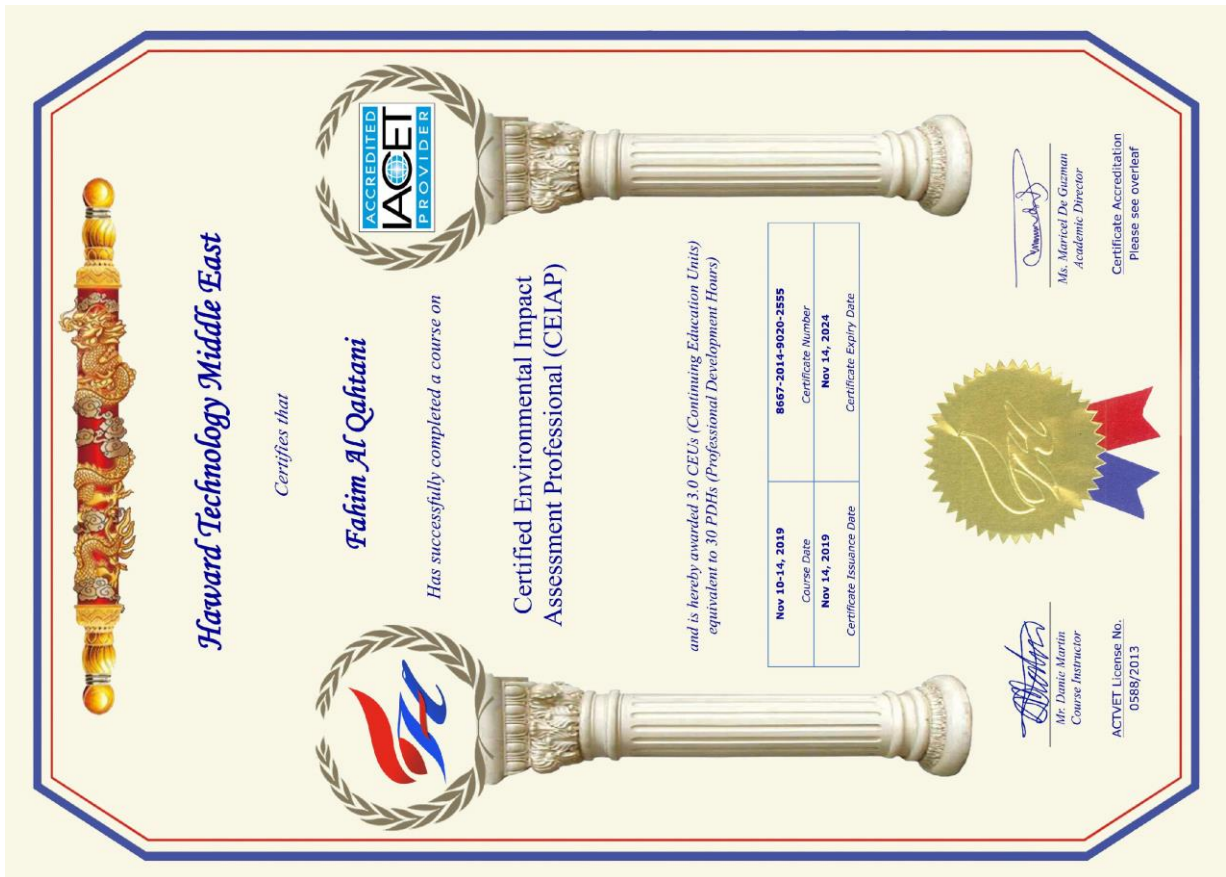 Haward Technology Middle East
Certifies that
Fahim Al Qahtani
Has successfully completed a course on
ACCREDITED
IACET
PROVIDER
Certified Environmental Impact
Assessment Professional (CEIAP)
and is hereby awarded 3.0 CEUs (Continuing Education Units)
equivalent to 30 PDHs (Professional Development Hours)
Nov 10-14, 2019 8667-2014-9020-2555
Course Date Certificate Number
Nov 14, 2019 Nov 14, 2024
Certificate Issuance Date Certificate Expiry Date
Mr. Danie Martin
Course Instructor
ACTVET License No.
0588/2013
Ms. Maricel De Guzman
Academic Director
Certificate Accreditation
Please see overleaf